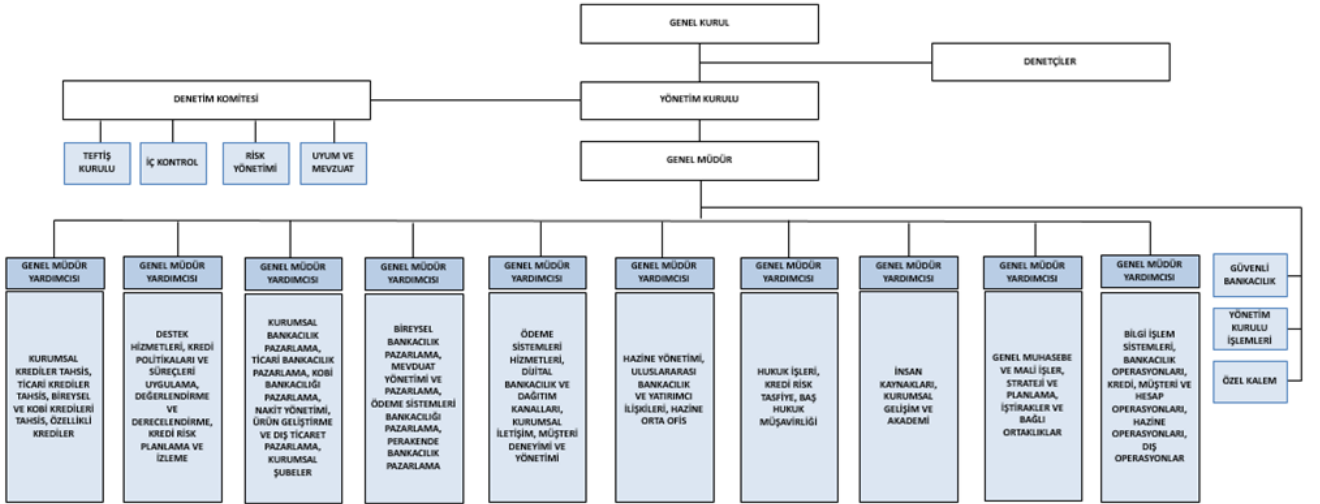 GENEL KURUL
DENETÇİLER
DENETİM KOMİTESİ
YÖNETİM KURULU
TEFTİŞ
KURULU
İÇ KONTROL
RİSK
YÖNETİMİ
UYUM VE
MEVZUAT
GENEL MÜDÜR
GENEL MÜDÜR
YARDIMCISI
KURUMSAL
KREDİLER TAHSİS,
TİCARİ KREDİLER
TAHSİS, BİREYSEL
VE KOBİ KREDİLERİ
TAHSİS, ÖZELLİKLİ
KREDİLER
GENEL MÜDÜR
YARDIMCISI
DESTEK
HİZMETLERİ, KREDİ
POLİTİKALARI VE
SÜREÇLERİ
UYGULAMA,
DEĞERLENDİRME
VE
DERECELENDİRME,
KREDİ RİSK
PLANLAMA VE
İZLEME
GENEL MÜDÜR
YARDIMCISI
KURUMSAL
BANKACILIK
PAZARLAMA,
TİCARİ BANKACILIK
PAZARLAMA, KOBİ
BANKACILIĞI
PAZARLAMA,
NAKİT YÖNETİMİ,
ÜRÜN GELİŞTİRME
VE DIŞ TİCARET
PAZARLAMA,
KURUMSAL
ŞUBELER
GENEL MÜDÜR
YARDIMCISI
BİREYSEL
BANKACILIK
PAZARLAMA,
MEVDUAT
YÖNETİMİ VE
PAZARLAMA,
ÖDEME SİSTEMLERİ
BANKACILIĞI
PAZARLAMA,
PERAKENDE
BANKACILIK
PAZARLAMA
GENEL MÜDÜR
YARDIMCISI
ÖDEME
SİSTEMLERİ
HİZMETLERİ,
DİJİTAL
BANKACILIK VE
DAĞITIM
KANALLARI,
KURUMSAL
İLETİŞİM, MÜŞTERİ
DENEYİMİ VE
YÖNETİMİ
GENEL MÜDÜR
YARDIMCISI
HAZİNE YÖNETİMİ,
ULUSLARARASI
BANKACILIK
VE YATIRIMCI
İLİŞKİLERİ, HAZİNE
ORTA OFİS
GENEL MÜDÜR
YARDIMCISI
HUKUK İŞLERİ,
KREDİ RİSK
TASFİYE, BAŞ
HUKUK
MÜŞAVİRLİĞİ
GENEL MÜDÜR
YARDIMCISI
İNSAN
KAYNAKLARI,
KURUMSAL
GELİŞİM VE
AKADEMİ
GENEL MÜDÜR
YARDIMCISI
GENEL MUHASEBE
VE MALİ İŞLER,
STRATEJİ VE
PLANLAMA,
İŞTİRAKLER VE
BAĞLI
ORTAKLIKLAR
GENEL MÜDÜR
YARDIMCISI
BİLGİ İŞLEM
SİSTEMLERİ,
BANKACILIK
OPERASYONLARI,
KREDİ, MÜŞTERİ VE
HESAP
OPERASYONLARI,
HAZİNE
OPERASYONLARI,
DIŞ
OPERASYONLAR
GÜVENLİ
BANKACILIK
YÖNETİM
KURULU
İŞLEMLERİ
ÖZEL KALEM